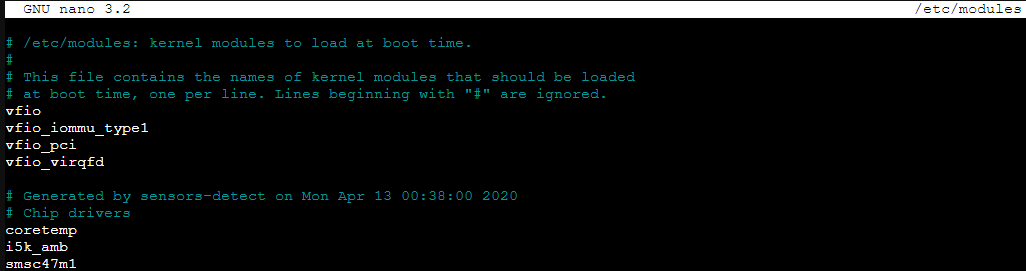 GNU nano 3.2 /etc/modules
# /etc/modules: kernel modules to load at boot time.
#
# This file contains the names of kernel modules that should be loaded
# at boot time, one per line. Lines beginning with "#" are ignored.
vfio
vfio_iommu_type1
vfio_pci
vfio_virqfd
# Generated by sensors-detect on Mon Apr 13 00:38:00 2020
# Chip drivers
coretemp
i5k_amb
smsc47m1